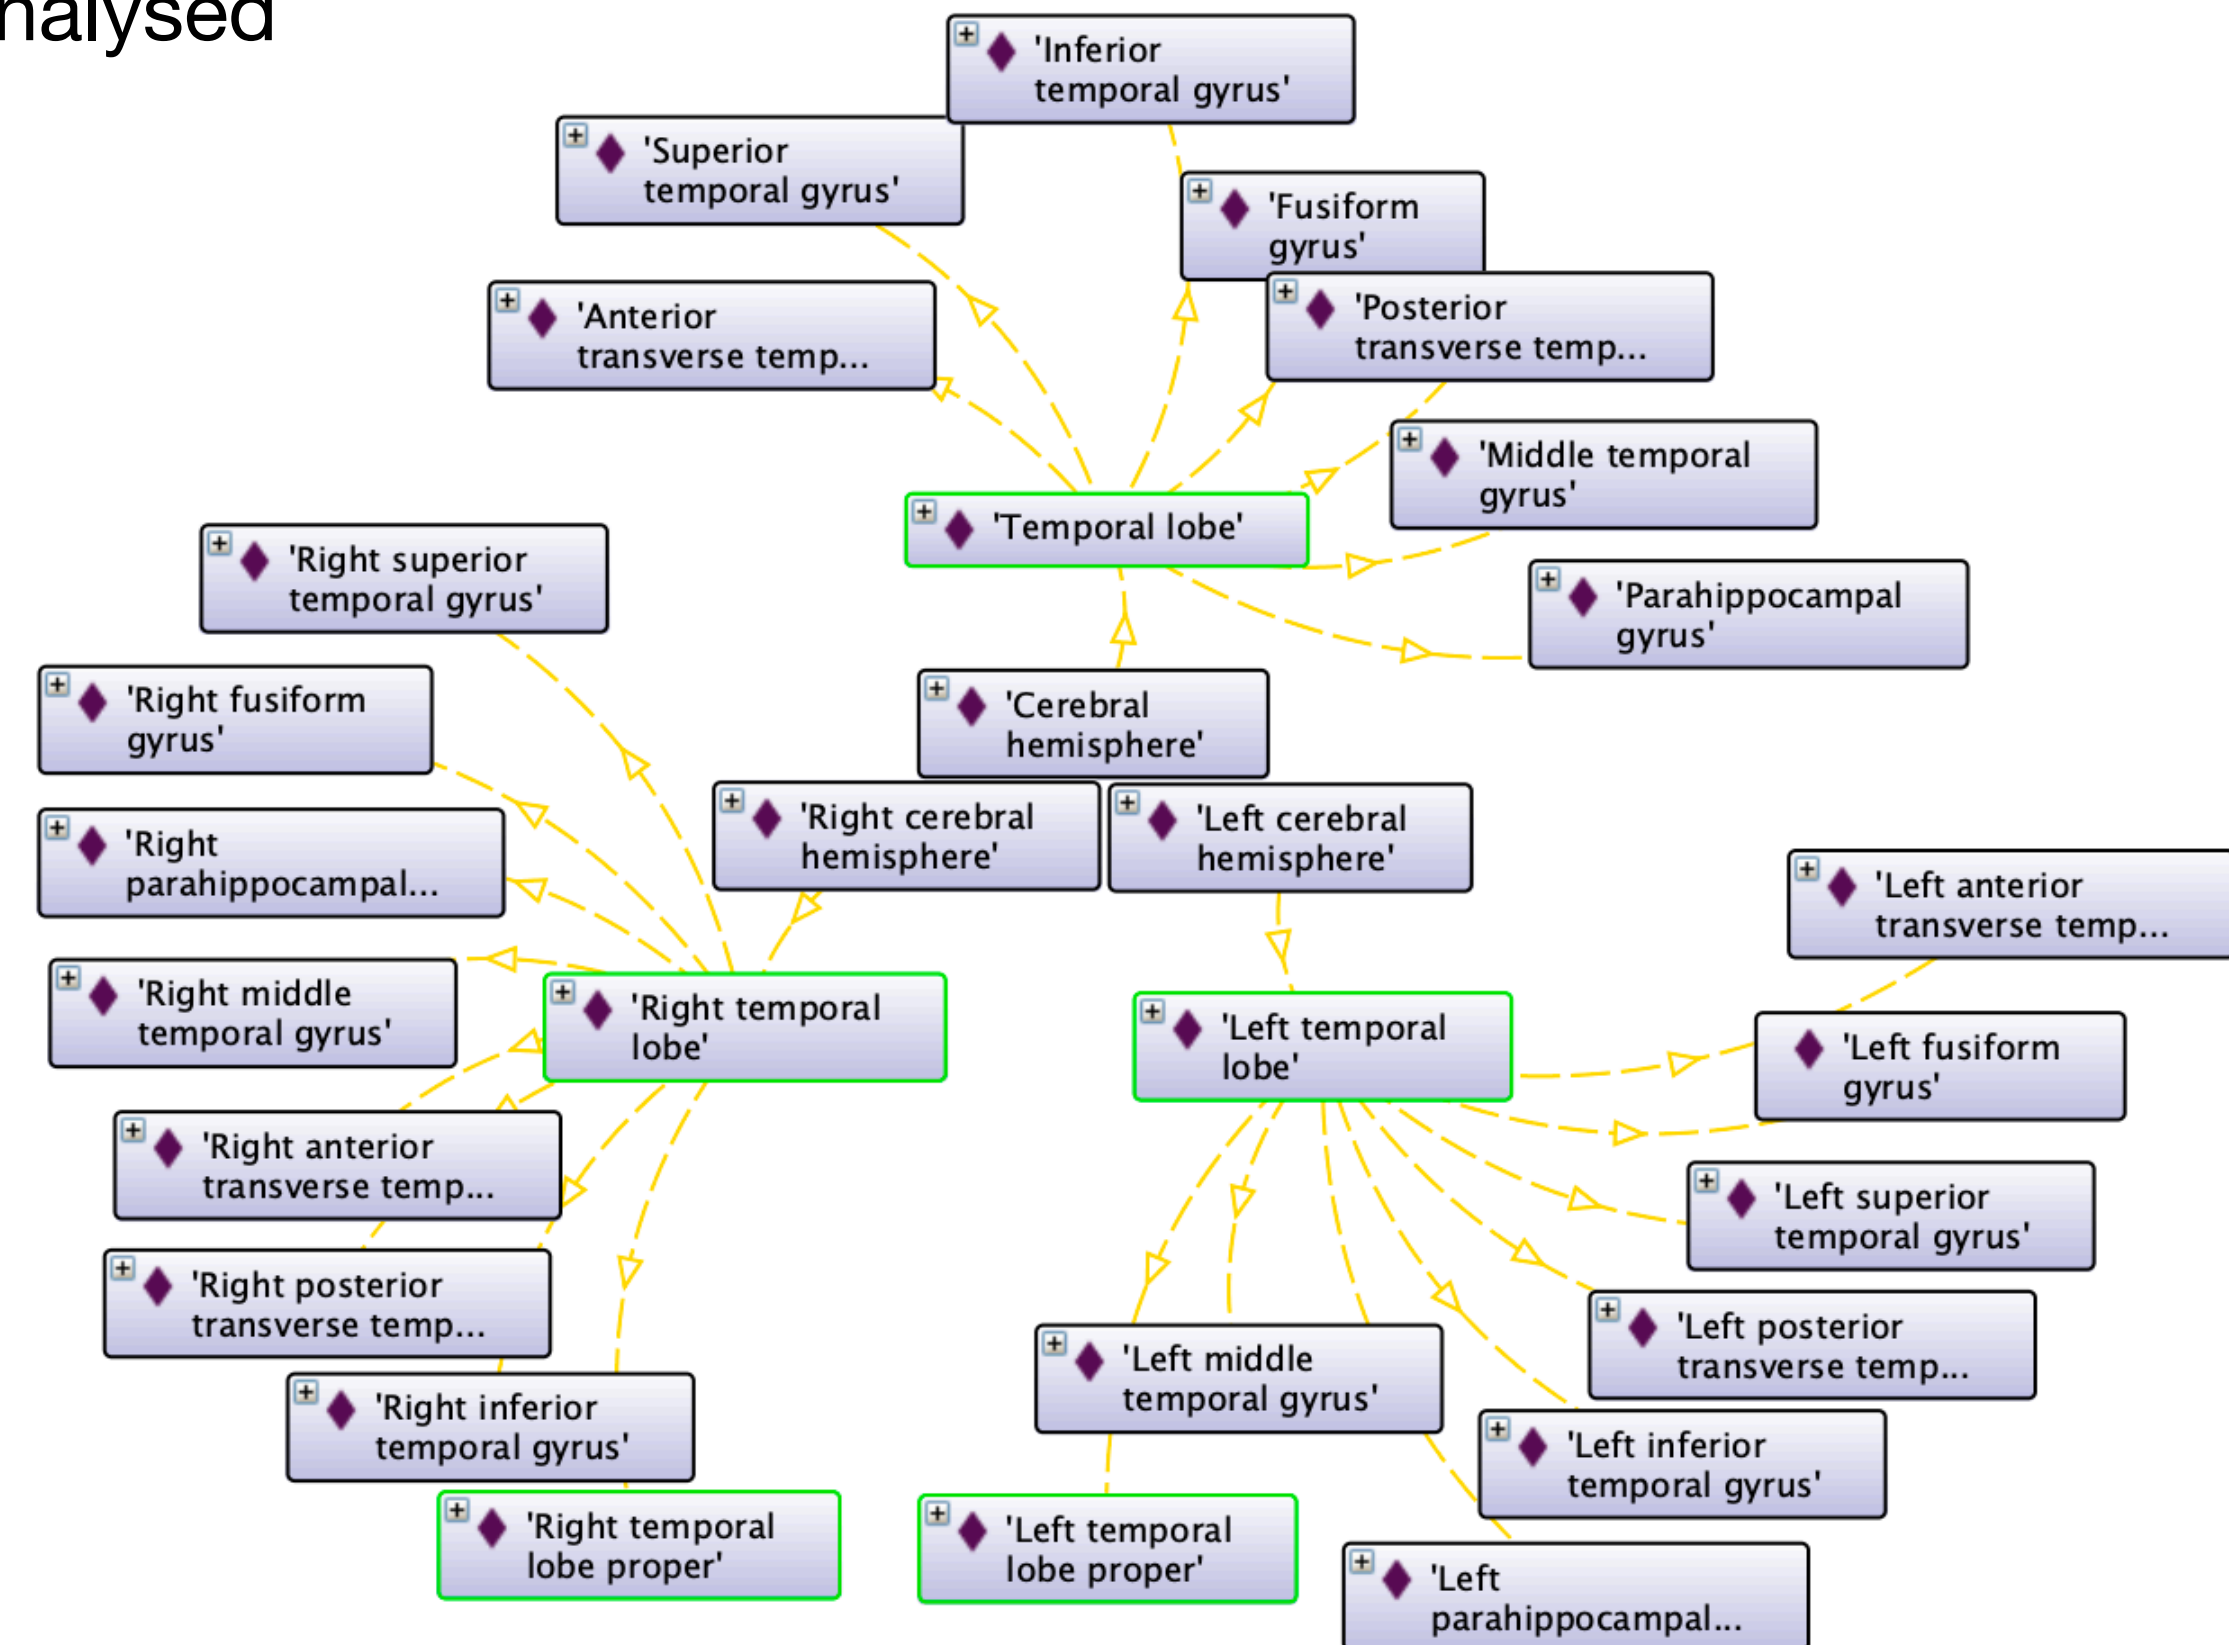 nalysed
'Inferior
temporal gyrus'
'Superior
temporal gyrus'
'Fusiform
gyrus'
'Anterior
transverse temp...
'Posterior
transverse temp...
'Middle temporal
gyrus'
'Temporal lobe'
'Right superior
temporal gyrus'
'Parahippocampal
gyrus'
'Right fusiform
gyrus'
'Cerebral
hemisphere'
'Right cerebral
hemisphere'
'Left cerebral
hemisphere'
'Right
parahippocampal...
'Left anterior
transverse temp...
'Right middle
temporal gyrus'
'Right temporal
lobe'
'Left temporal
lobe'
'Left fusiform
gyrus'
'Right anterior
transverse temp...
'Left superior
temporal gyrus'
'Right posterior
transverse temp...
'Left posterior
transverse temp...
'Left middle
temporal gyrus'
'Right inferior
temporal gyrus'
'Left inferior
temporal gyrus'
'Right temporal
lobe proper'
'Left temporal
lobe proper'
'Left
parahippocampal...